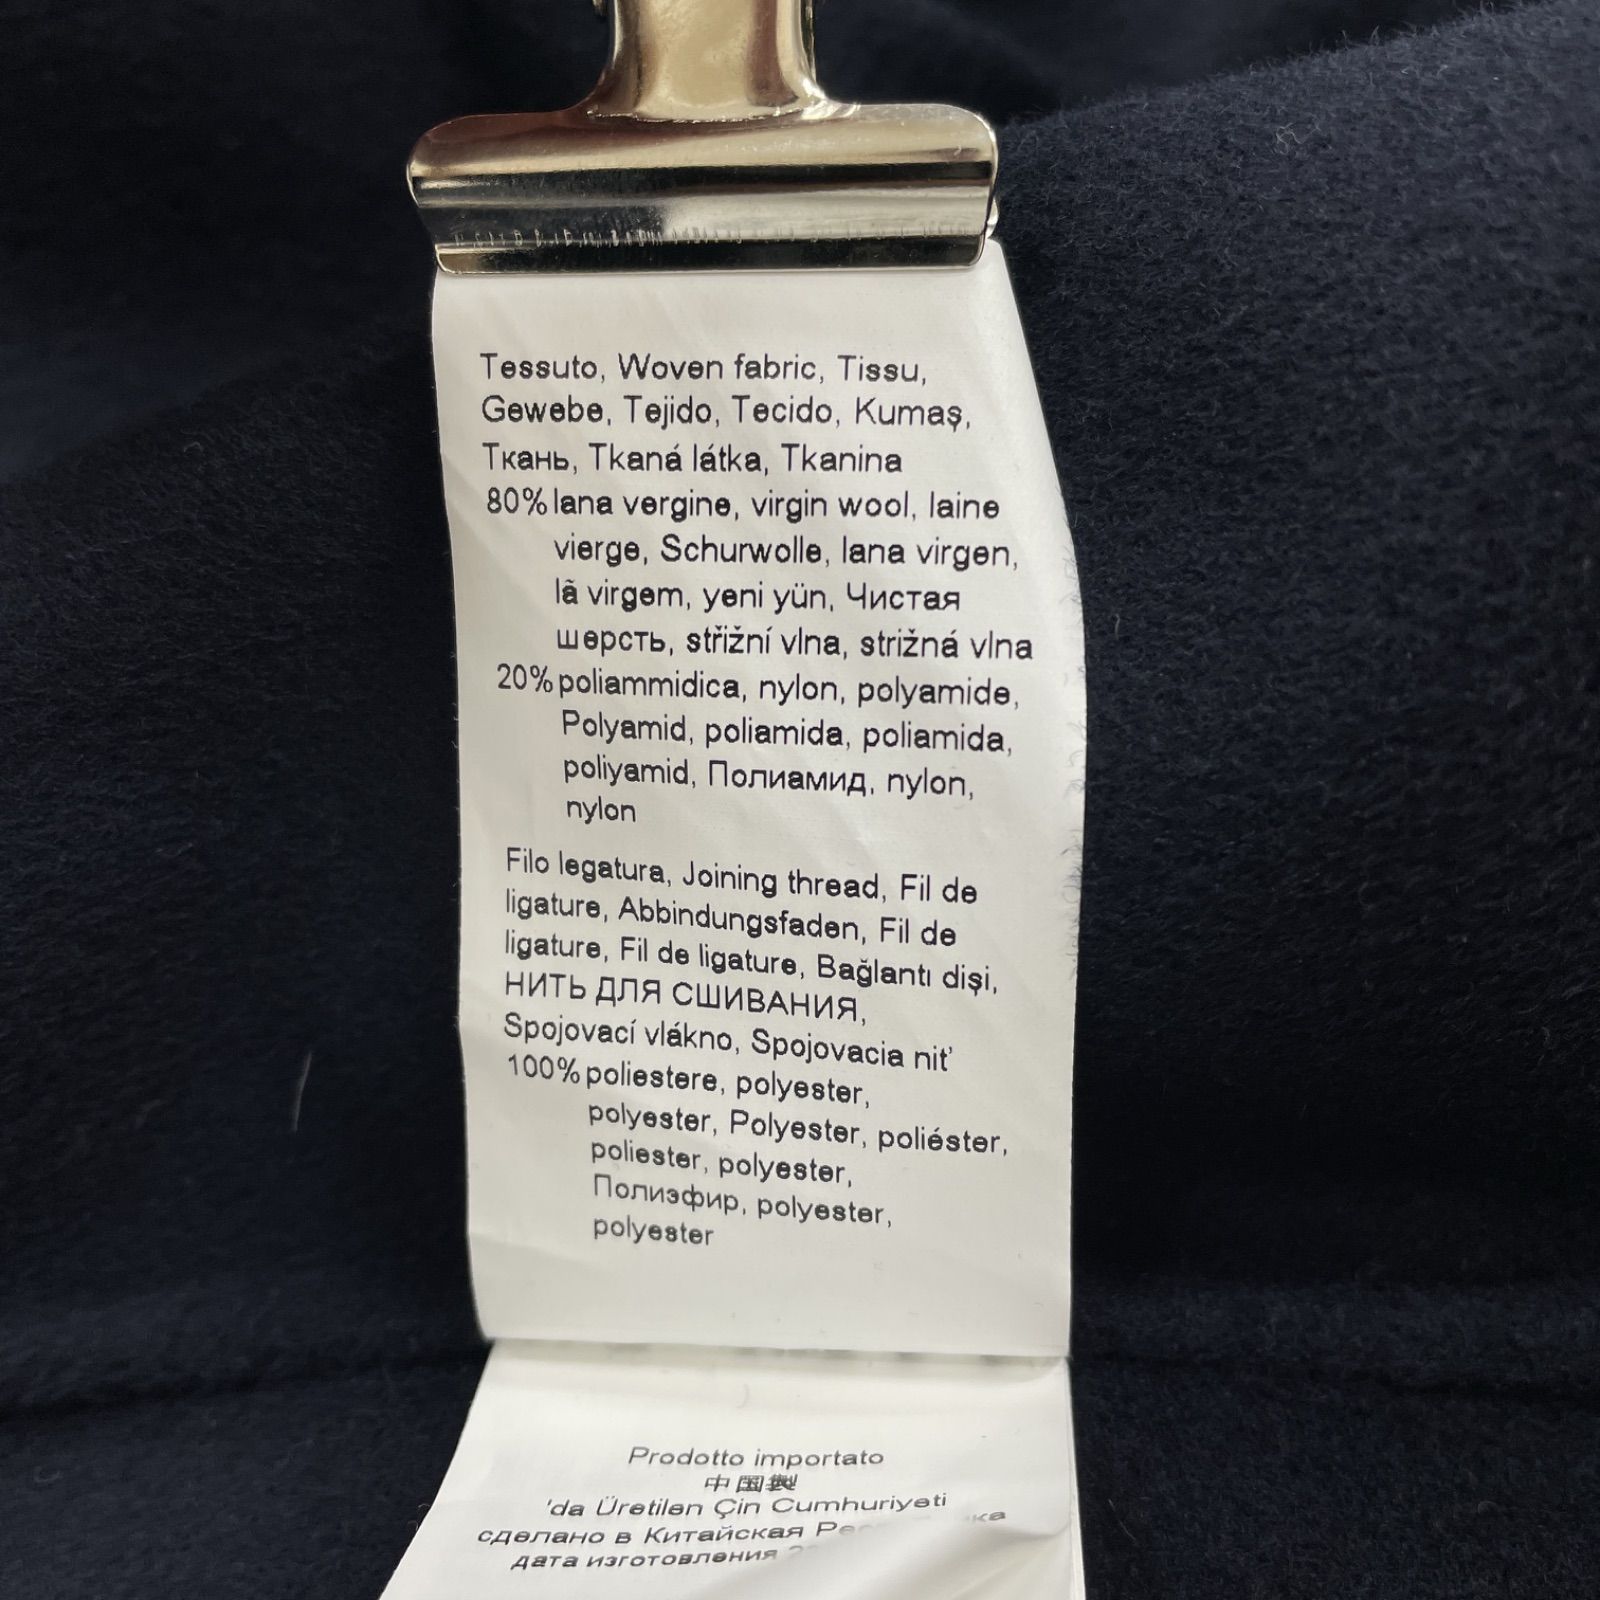 Tessuto, Woven fabric, Tissu,
Gewebe, Tejido, Tecido, Kumaş,
Ткань, Tkaná látka, Tkanina
80% lana vergine, virgin wool, laine
vierge, Schurwolle, lana virgen,
lã virgem, yeni yün, Чистая
шерсть, střižní vlna, strižná vlna
20% poliammidica, nylon, polyamide,
Polyamid, poliamida, poliamida,
poliyamid, Полиамид, nylon,
nylon
Filo legatura, Joining thread, Fil de
ligature, Abbindungsfaden, Fil de
ligature, Fil de ligature, Bağlantı dişi,
НИТЬ ДЛЯ СШИВАНИЯ,
Spojovací vlákno, Spojovacia niť
100% poliestere, polyester,
polyester, Polyester, poliéster,
poliester, polyester,
Полиэфир, polyester,
polyester
Prodotto importato
中国製
'da Üretilen Çin Cumhuriyeti
сделано в Китайская
дата изготовления